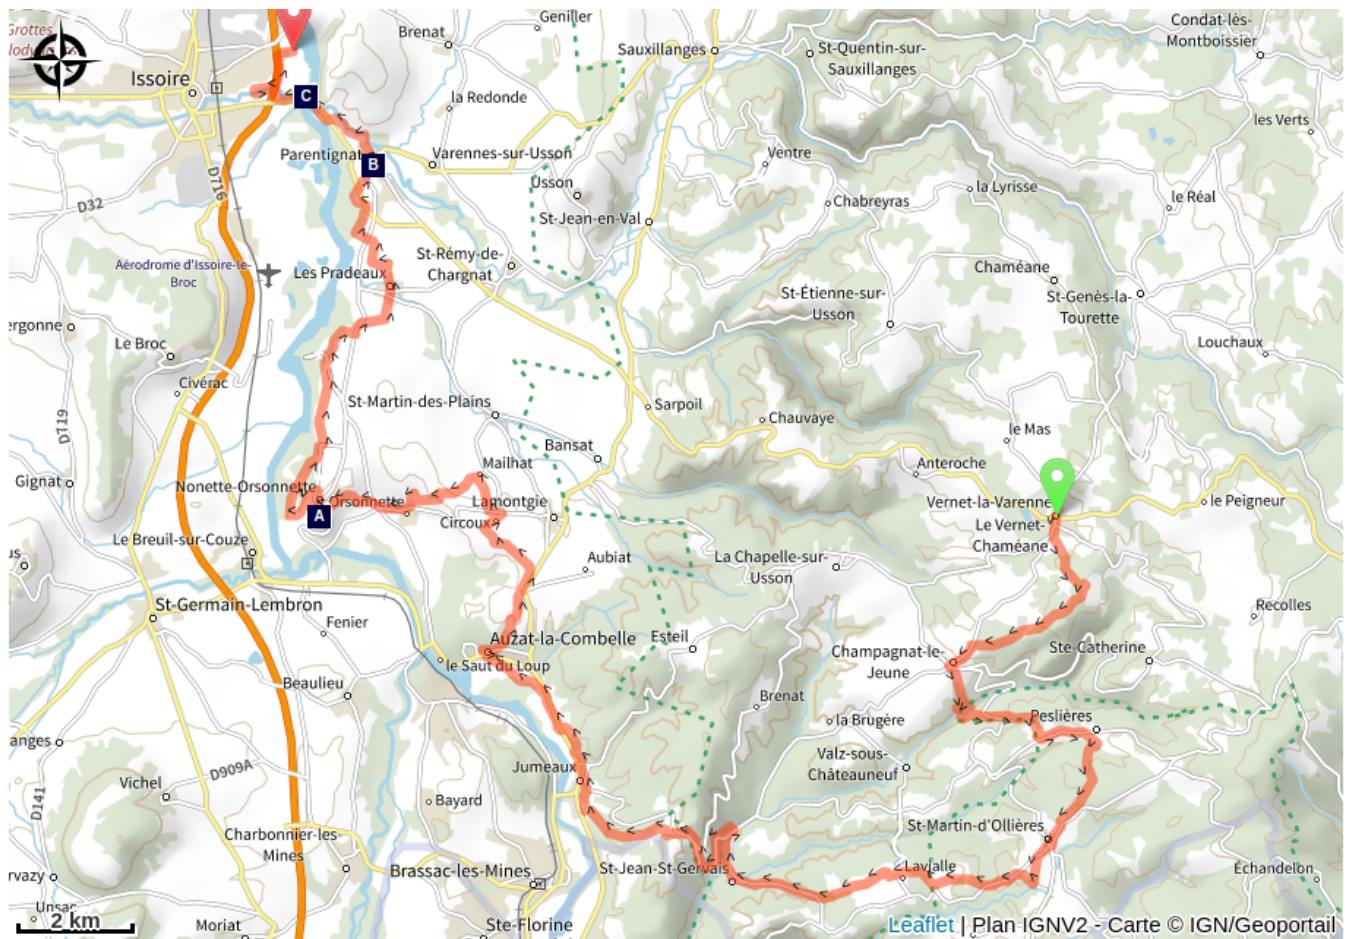 Grottes
Geniller
Condat-lès-
Montboissier
Brenat
Sauxillanges
St-Quentin-sur-
Sauxillanges
Issoire
la Redonde
C
les Verts
Parentignat
B
Varennes-sur-Usson
Ventre
D716
Usson
la Lyrisse
D32
St-Jean-en-Val
Chabreyras
le Réal
Aérodrome d'Issoire-le-
Broc
Les Pradeaux
St-Rémy-de-
Chargnat
Chaméane
St-Étienne-sur-
Usson
St-Genès-la-
Tourette
ergonne
Le Broc
Louchaux
Civérac
St-Martin-des-Plains
Sarpoil
Chauvaye
D719
le Mas
Bansat
Mailhat
Anteroche
Gignat
Nonette-Orsonnette
Orsonnette
Lamontgie
Vernet-la-Varenne
le Peigneur
A
Circoux
Le Vernet-
Chaméane
Le Breuil-sur-Couze
Aubiat
La Chapelle-sur-
Usson
us
St-Germain-Lembron
Recolles
Fenier
Auzat-la-Combelle
Esteil
Champagnat-le-
Jeune
Ste-Catherine
le Saut du Loup
Beaulieu
Brenat
la Brugère
Peslières
anges
Valz-sous-
Châteauneuf
Jumeaux
D909A
Vichel
D141
Bayard
Charbonnier-les-
Mines
St-Martin-d'Ollières
Brassac-les-Mines
St-Jean-St-Gervais
Lavialle
Échandelon
rvazy
Unsac
2 km
Moriat
Ste-Florine
Leaflet | Plan IGNV2 - Carte © IGN/Geoportail